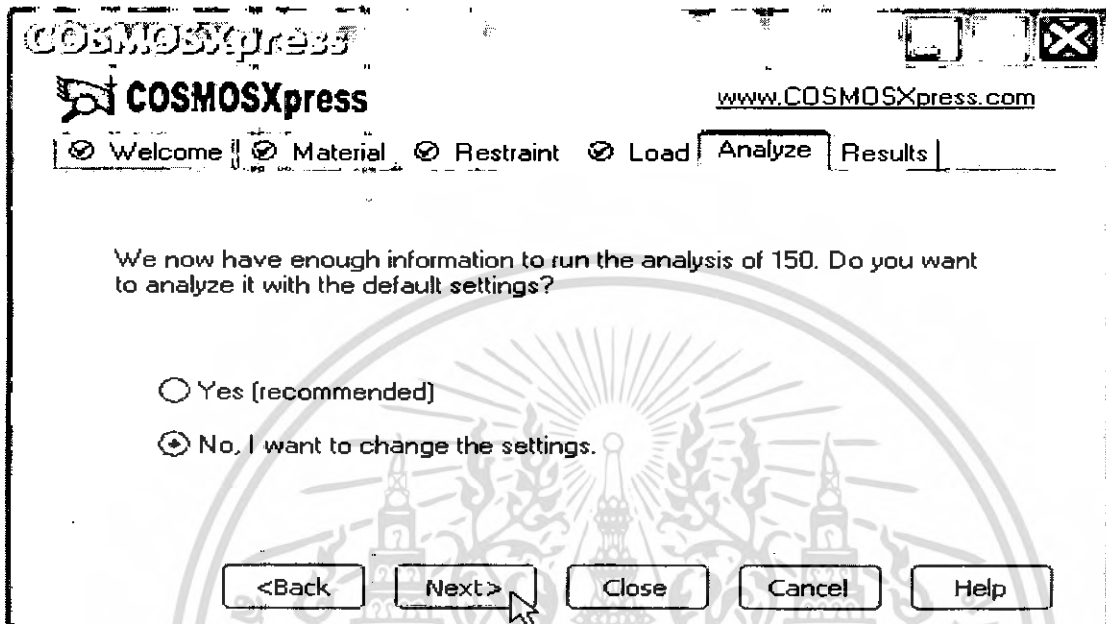 COSMOSXpress
COSMOSXpress
www.COSMOSXpress.com
Welcome Material Restraint Load Analyze Results
We now have enough information to run the analysis of 150. Do you want
to analyze it with the default settings?
Yes (recommended)
No, I want to change the settings.
<Back Next> Close Cancel Help